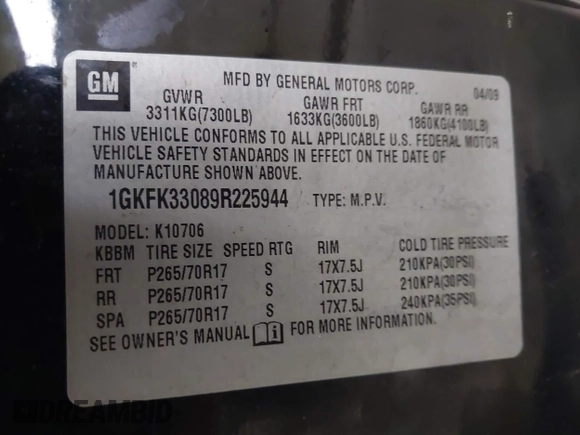 GM
MFD BY GENERAL MOTORS CORP. 04/09
GVWR GAWR FRT GAWR RR
3311KG(7300LB) 1633KG(3600LB) 1860KG(4100LB)
THIS VEHICLE CONFORMS TO ALL APPLICABLE U.S. FEDERAL MOTOR
VEHICLE SAFETY STANDARDS IN EFFECT ON THE DATE OF
MANUFACTURE SHOWN ABOVE.
1GKFK33089R225944 TYPE: M.P.V.
MODEL: K10706
KBBM TIRE SIZE SPEED RTG RIM COLD TIRE PRESSURE
FRT P265/70R17 S 17X7.5J 210KPA(30PSI)
RR P265/70R17 S 17X7.5J 210KPA(30PSI)
SPA P265/70R17 S 17X7.5J 240KPA(35PSI)
SEE OWNER'S MANUAL FOR MORE INFORMATION.
DREAMBID